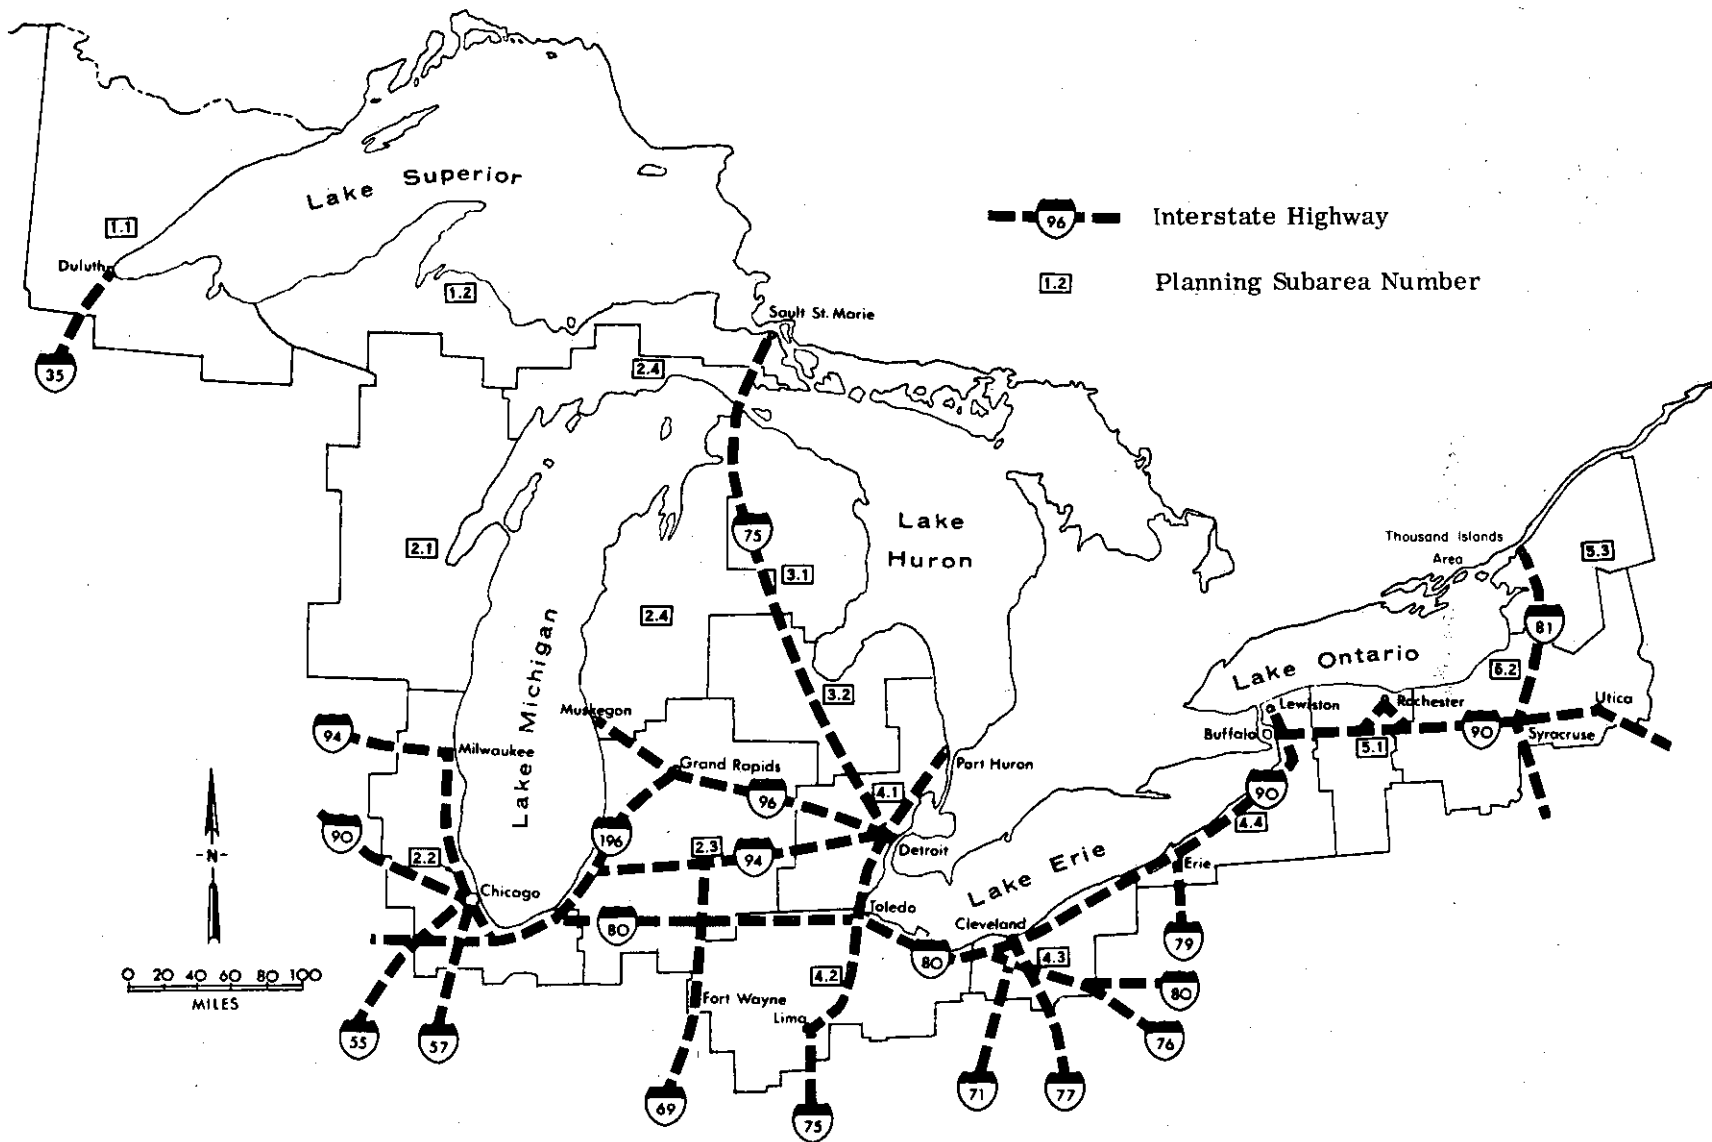 Lake Superior
96 Interstate Highway
1.1
Duluth
1.2 Planning Subarea Number
1.2
Sault St. Marie
35
2.4
75
Lake
Huron
Thousand Islands
Area
5.3
2.1
3.1
2.4
81
Lake Michigan
Lake Ontario
5.2
3.2
Muskegon
Lewiston
Rochester
Utica
94
Milwaukee
Buffalo
5.1
90
Syracruse
Grand Rapids
Port Huron
96
4.1
90
4.4
90
196
N
2.2
2.3
94
Detroit
Lake Erie
Erie
Chicago
Toledo
Cleveland
80
80
79
4.3
0 20 40 60 80 100
MILES
4.2
80
Fort Wayne
Lima
55
57
76
69
75
71
77